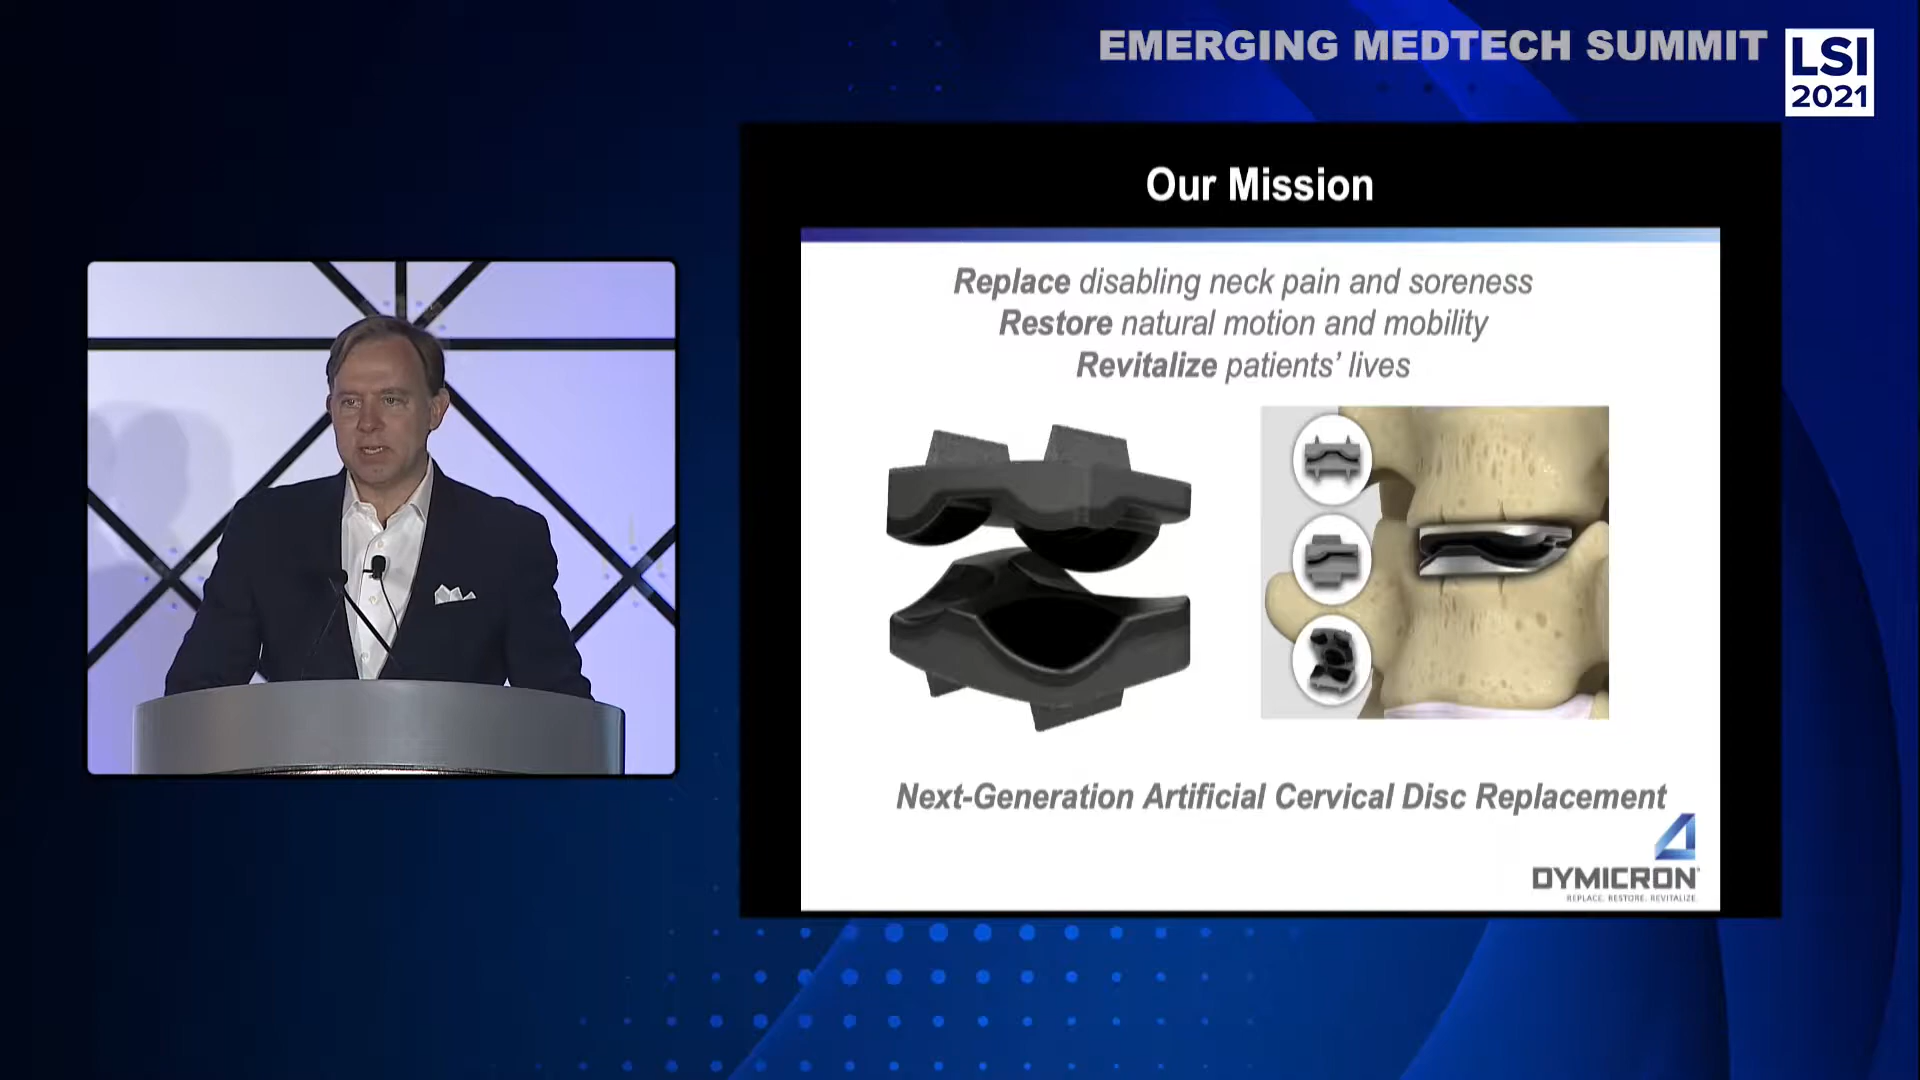 EMERGING MEDTECH SUMMIT
LSI
2021
Our Mission
Replace disabling neck pain and soreness
Restore natural motion and mobility
Revitalize patients' lives
Next-Generation Artificial Cervical Disc Replacement
DYMICRON
REPLACE. RESTORE. REVITALIZE.